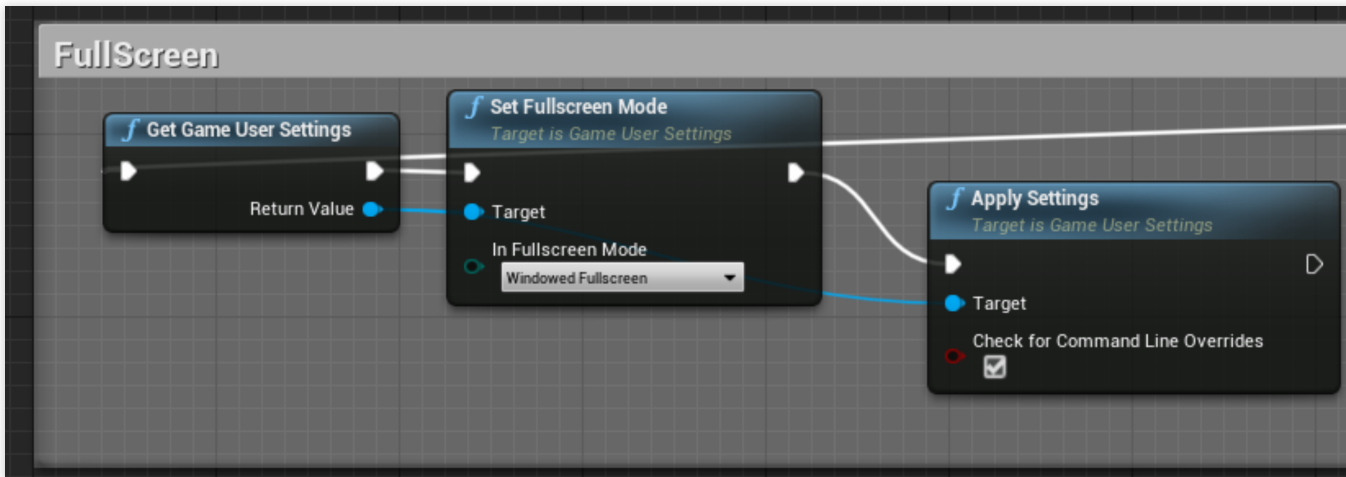 FullScreen
Get Game User Settings
Return Value
Set Fullscreen Mode
Target is Game User Settings
Target
In Fullscreen Mode
Windowed Fullscreen
Apply Settings
Target is Game User Settings
Target
Check for Command Line Overrides